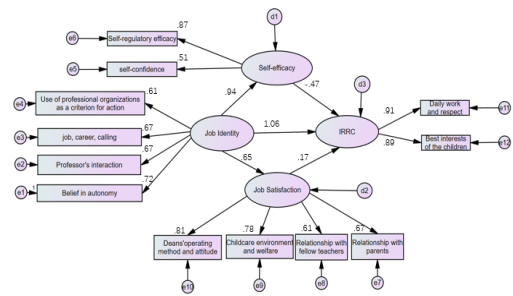 d1
.87
e6
Self-regulatory efficacy
.51
e5
self-confidence
Self-efficacy
.94
-.47
d3
e4
Use of professional organizations
as a criterion for action
.61
e3
job, career, calling
.67
Job Identity
1.06
IRRC
.91
Daily work
and respect
e11
.89
Best interests
of the children
e12
e2
Professor's interaction
.67
.65
.17
e1
1
Belief in autonomy
.72
Job Satisfaction
d2
.81
.78
.61
.67
Deans'operating
method and attitude
Childcare environment
and welfare
Relationship with
fellow teachers
Relationship with
parents
e10
e9
e8
e7